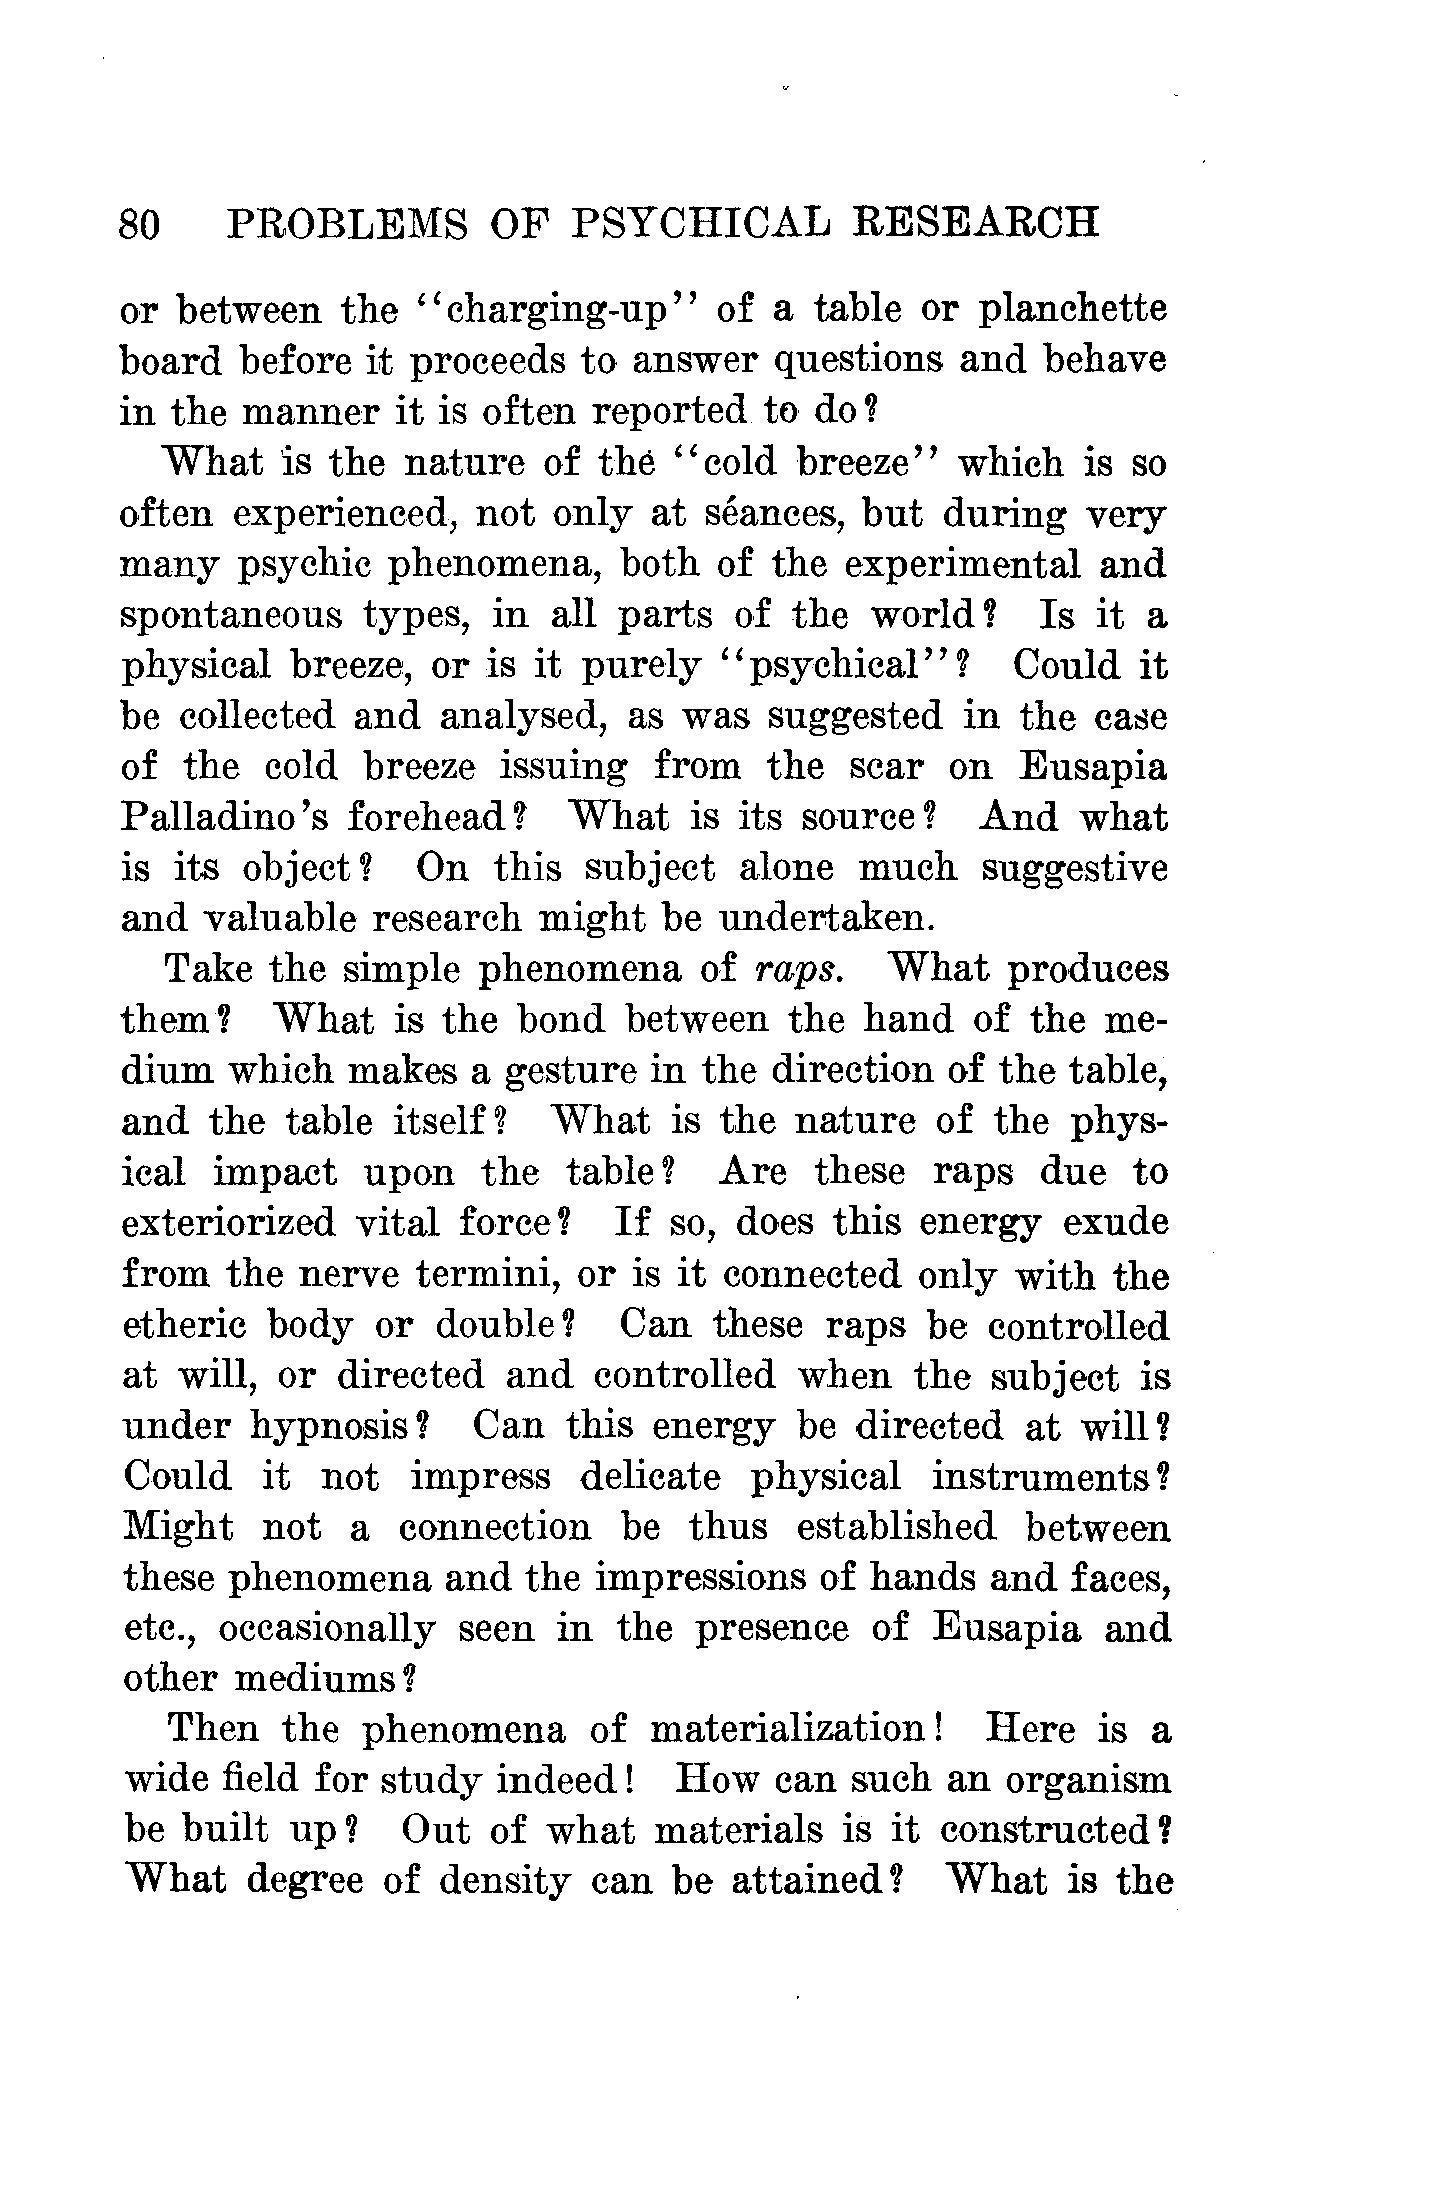 80 PROBLEMS OF PSYCHICAL RESEARCH
or between the "charging-up" of a table or planchette
board before it proceeds to answer questions and behave
in the manner it is often reported to do?
What is the nature of the "cold breeze" which is so
often experienced, not only at séances, but during very
many psychic phenomena, both of the experimental and
spontaneous types, in all parts of the world? Is it a
physical breeze, or is it purely "psychical"? Could it
be collected and analysed, as was suggested in the case
of the cold breeze issuing from the scar on Eusapia
Palladino's forehead? What is its source? And what
is its object? On this subject alone much suggestive
and valuable research might be undertaken.
Take the simple phenomena of raps. What produces
them? What is the bond between the hand of the me-
dium which makes a gesture in the direction of the table,
and the table itself? What is the nature of the phys-
ical impact upon the table? Are these raps due to
exteriorized vital force? If so, does this energy exude
from the nerve termini, or is it connected only with the
etheric body or double? Can these raps be controlled
at will, or directed and controlled when the subject is
under hypnosis? Can this energy be directed at will?
Could it not impress delicate physical instruments?
Might not a connection be thus established between
these phenomena and the impressions of hands and faces,
etc., occasionally seen in the presence of Eusapia and
other mediums?
Then the phenomena of materialization! Here is a
wide field for study indeed! How can such an organism
be built up? Out of what materials is it constructed?
What degree of density can be attained? What is the